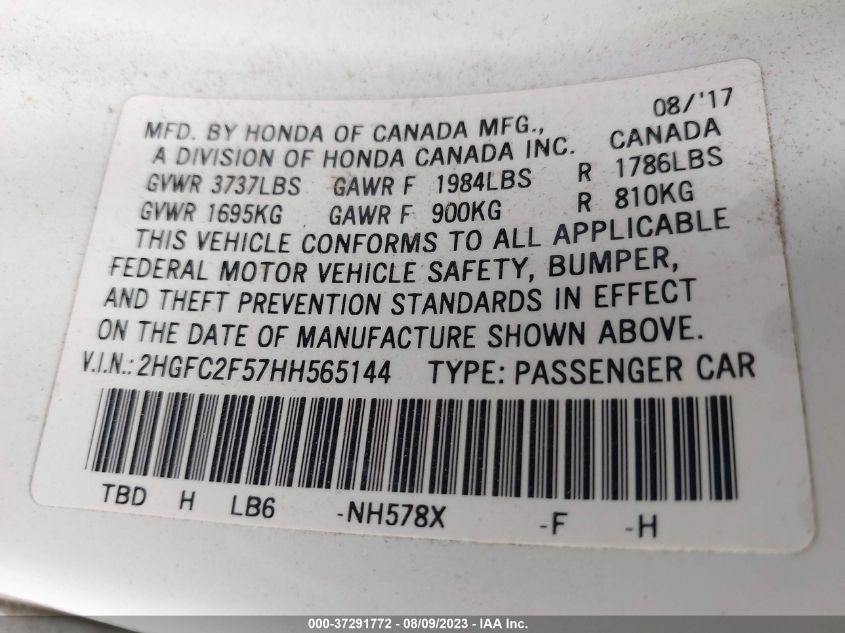 08/'17
MFD. BY HONDA OF CANADA MFG., CANADA
A DIVISION OF HONDA CANADA INC.
GVWR 3737LBS GAWR F 1984LBS R 1786LBS
GVWR 1695KG GAWR F 900KG R 810KG
THIS VEHICLE CONFORMS TO ALL APPLICABLE
FEDERAL MOTOR VEHICLE SAFETY, BUMPER,
AND THEFT PREVENTION STANDARDS IN EFFECT
ON THE DATE OF MANUFACTURE SHOWN ABOVE.
V.I.N.: 2HGFC2F57HH565144 TYPE: PASSENGER CAR
TBD H LB6 -NH578X -F -H
000-37291772 - 08/09/2023 - IAA Inc.